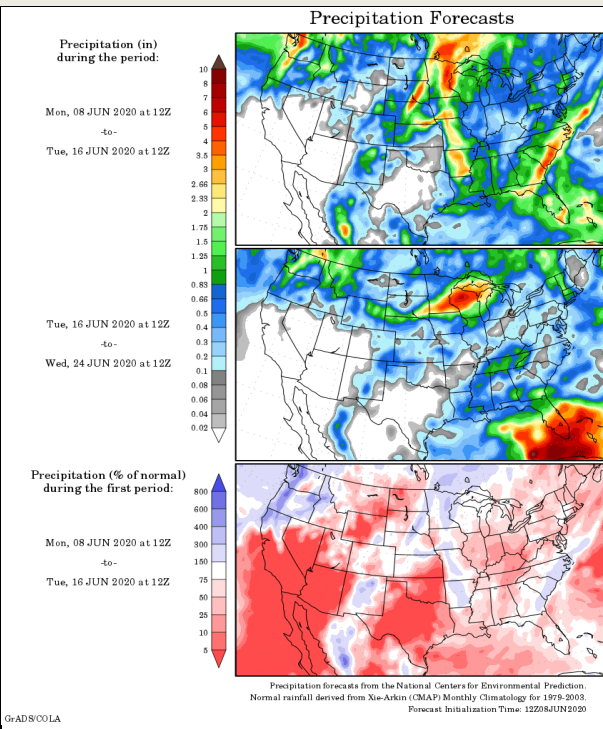 Precipitation Forecasts
Precipitation (in)
during the period:
Mon, 08 JUN 2020 at 12Z
-to-
Tue, 16 JUN 2020 at 12Z
10
8
7
6
5
4
3.5
3
2.66
2.33
2
1.75
1.5
1.25
1
0.83
0.66
0.5
0.4
0.3
0.2
0.1
0.08
0.06
0.04
0.02
Tue, 16 JUN 2020 at 12Z
-to-
Wed, 24 JUN 2020 at 12Z
Precipitation (% of normal)
during the first period:
Mon, 08 JUN 2020 at 12Z
-to-
Tue, 16 JUN 2020 at 12Z
800
600
400
300
150
75
50
25
10
5
Precipitation forecasts from the National Centers for Environmental Prediction.
Normal rainfall derived from Xie-Arkin (CMAP) Monthly Climatology for 1979-2003.
Forecast Initialization Time: 12Z08JUN2020
GrADS/COLA